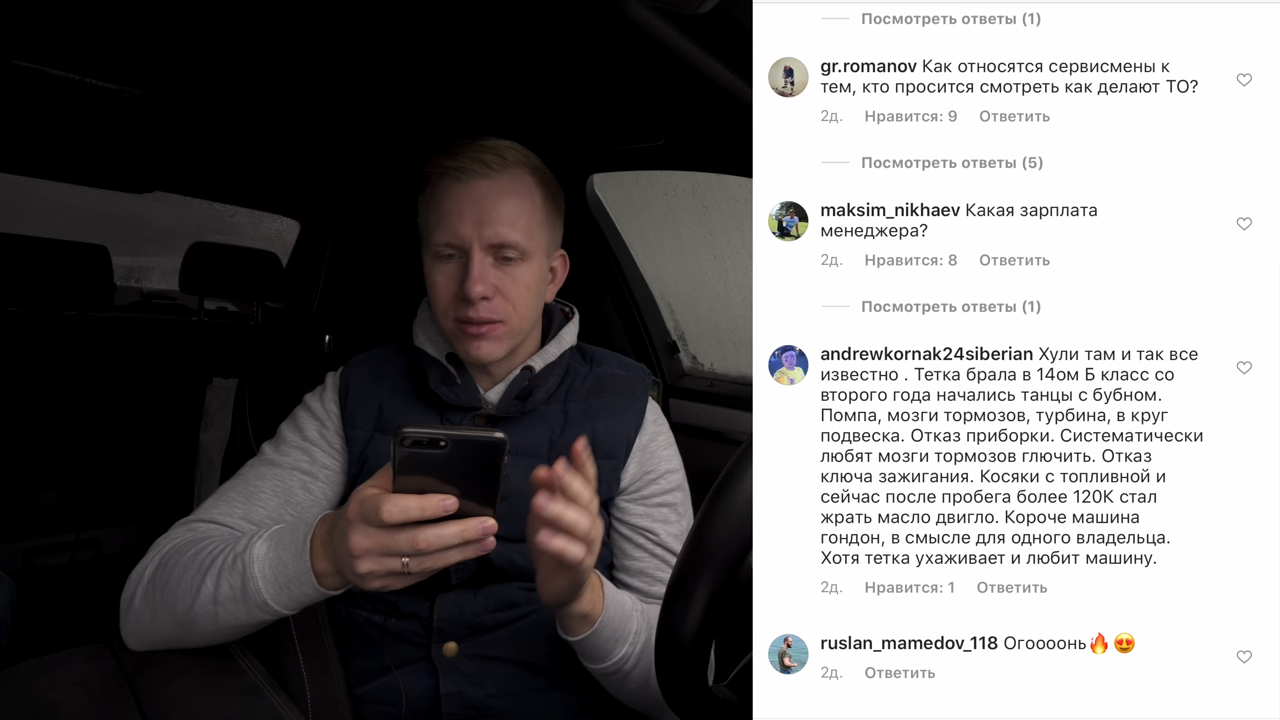 Посмотреть ответы (1)
gr.romanov Как относятся сервисмены к
тем, кто просится смотреть как делают ТО?
2д. Нравится: 9 Ответить
Посмотреть ответы (5)
maksim_nikhaev Какая зарплата
менеджера?
2д. Нравится: 8 Ответить
Посмотреть ответы (1)
andrewkornak24siberian Хули там и так все
известно . Тетка брала в 14ом Б класс со
второго года начались танцы с бубном.
Помпа, мозги тормозов, турбина, в круг
подвеска. Отказ приборки. Систематически
любят мозги тормозов глючить. Отказ
ключа зажигания. Косяки с топливной и
сейчас после пробега более 120К стал
жрать масло двигло. Короче машина
гондон, в смысле для одного владельца.
Хотя тетка ухаживает и любит машину.
2д. Нравится: 1 Ответить
ruslan_mamedov_118 Огоооонь🔥😍
2д. Ответить